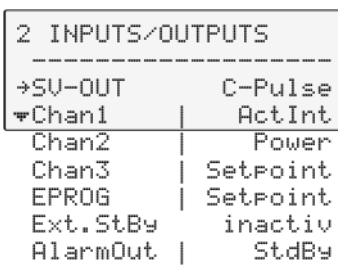 2 INPUTS/OUTPUTS
--------------------
→SV-OUT C-Pulse
▼Chan1 | ActInt
Chan2 | Power
Chan3 | Setpoint
EPROG | Setpoint
Ext.StBy inactiv
AlarmOut | StdBy